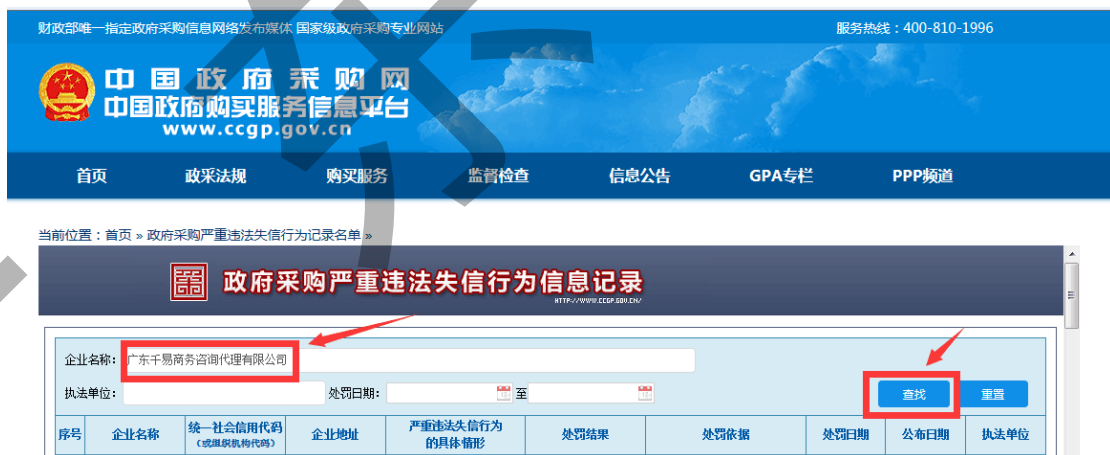 财政部唯一指定政府采购信息网络发布媒体 国家级政府采购专业网站
服务热线：400-810-1996
中国政府采购网
中国政府购买服务信息平台
www.ccgp.gov.cn
首页 政采法规 购买服务 监督检查 信息公告 GPA专栏 PPP频道
当前位置：首页 » 政府采购严重违法失信行为记录名单 »
政府采购严重违法失信行为信息记录
HTTP://WWW.CCGP.GOV.CN/
企业名称： 广东千易商务咨询代理有限公司
执法单位： 处罚日期： 至 查找 重置
序号 企业名称 统一社会信用代码 企业地址 严重违法失信行为 处罚结果 处罚依据 处罚日期 公布日期 执法单位
（或组织机构代码） 的具体情形